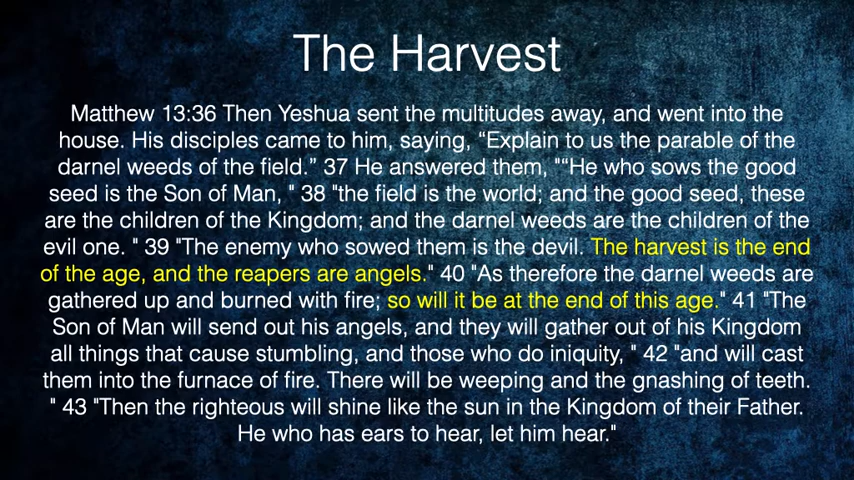 The Harvest
Matthew 13:36 Then Yeshua sent the multitudes away, and went into the
house. His disciples came to him, saying, “Explain to us the parable of the
darnel weeds of the field.” 37 He answered them, "“He who sows the good
seed is the Son of Man, " 38 "the field is the world; and the good seed, these
are the children of the Kingdom; and the darnel weeds are the children of the
evil one. " 39 "The enemy who sowed them is the devil. The harvest is the end
of the age, and the reapers are angels." 40 "As therefore the darnel weeds are
gathered up and burned with fire; so will it be at the end of this age." 41 "The
Son of Man will send out his angels, and they will gather out of his Kingdom
all things that cause stumbling, and those who do iniquity, " 42 "and will cast
them into the furnace of fire. There will be weeping and the gnashing of teeth.
" 43 "Then the righteous will shine like the sun in the Kingdom of their Father.
He who has ears to hear, let him hear."